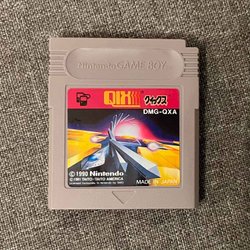 Nintendo GAME BOY
QIX クイックス
DMG-QXA
©1990 Nintendo
©1981 TAITO・TAITO AMERICA
MADE IN JAPAN